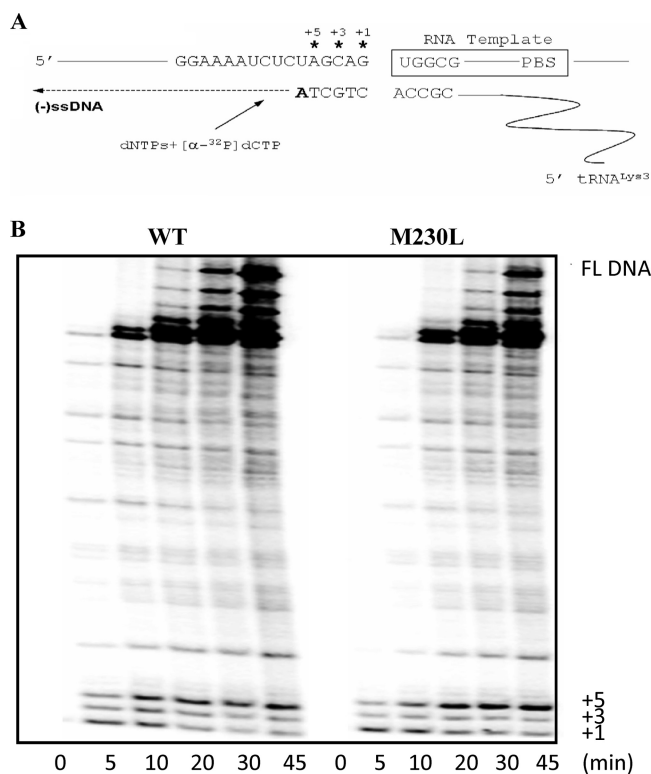 A
+5 +3 +1
* * *
RNA Template
5′ GGAAAAUCUCUAGCAG UGGCG PBS
(-)ssDNA ATCGTC ACCGC
dNTPs+[α-³²P]dCTP
5′ tRNAᴸʸˢ³
B
WT M230L
FL DNA
+5
+3
+1
0 5 10 20 30 45 0 5 10 20 30 45 (min)